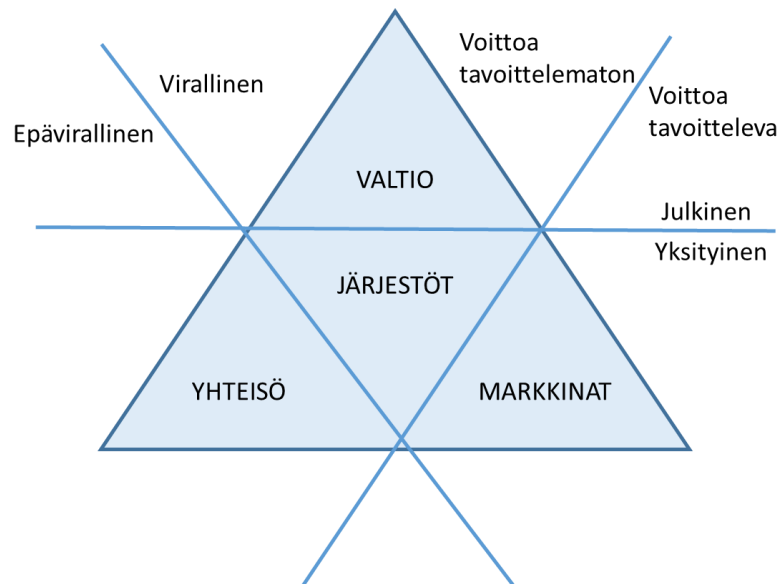 Voittoa
tavoittelematon
Virallinen
Voittoa
tavoitteleva
Epävirallinen
VALTIO
Julkinen
Yksityinen
JÄRJESTÖT
YHTEISÖ
MARKKINAT